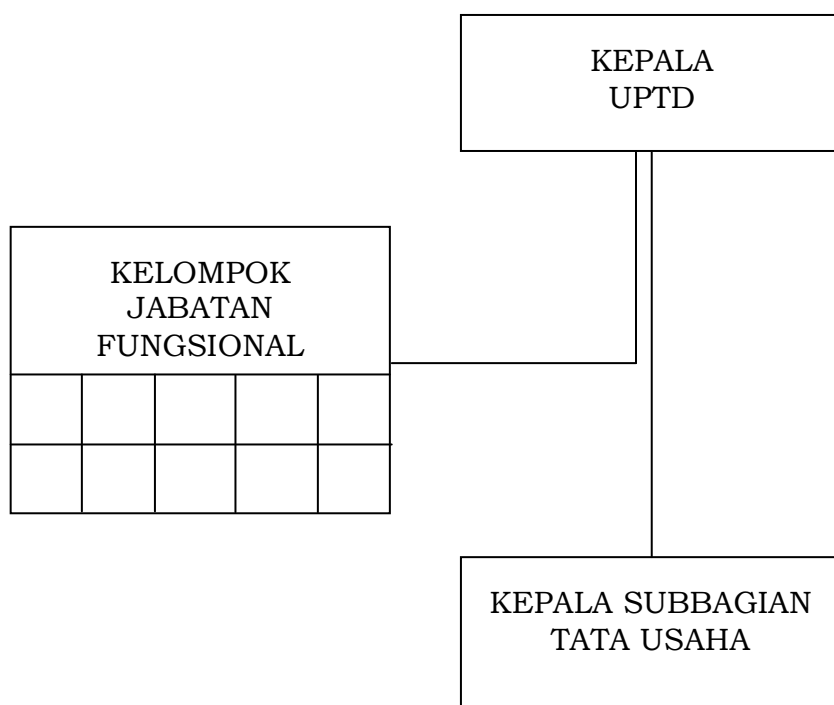 KEPALA
UPTD
KELOMPOK
JABATAN
FUNGSIONAL
KEPALA SUBBAGIAN
TATA USAHA